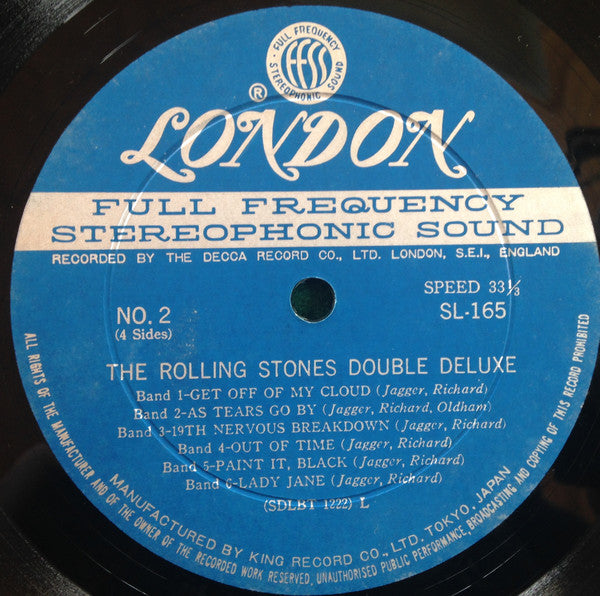 FULL FREQUENCY
STEREOPHONIC SOUND
FFSS
® LONDON
FULL FREQUENCY
STEREOPHONIC SOUND
RECORDED BY THE DECCA RECORD CO., LTD. LONDON, S.E.I., ENGLAND
SPEED 33⅓
NO. 2 SL-165
(4 Sides)
THE ROLLING STONES DOUBLE DELUXE
Band 1-GET OFF OF MY CLOUD (Jagger, Richard)
Band 2-AS TEARS GO BY (Jagger, Richard, Oldham)
Band 3-19TH NERVOUS BREAKDOWN (Jagger, Richard)
Band 4-OUT OF TIME (Jagger, Richard)
Band 5-PAINT IT, BLACK (Jagger, Richard)
Band 6-LADY JANE (Jagger, Richard)
(SDLBT 1222) L
MANUFACTURED BY KING RECORD CO., LTD, TOKYO, JAPAN
ALL RIGHTS OF THE MANUFACTURER AND OF THE OWNER OF THE RECORDED WORK RESERVED, UNAUTHORISED PUBLIC PERFORMANCE, BROADCASTING AND COPYING OF THIS RECORD PROHIBITED